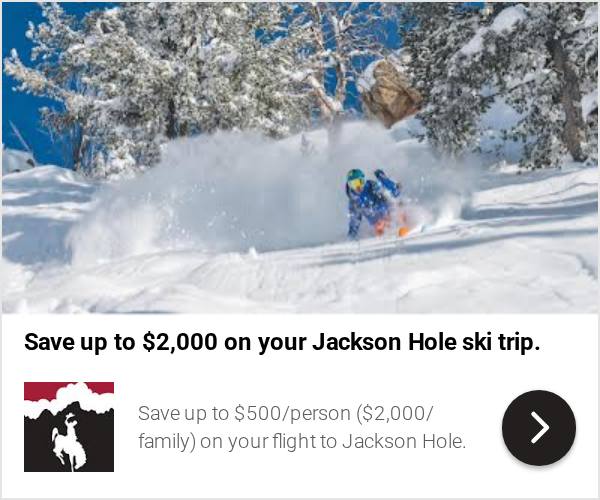 Save up to $2,000 on your Jackson Hole ski trip.
Save up to $500/person ($2,000/
family) on your flight to Jackson Hole.